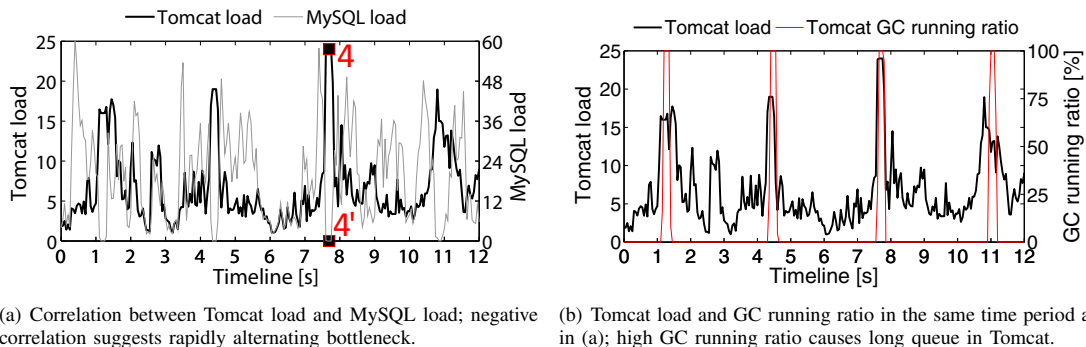 Tomcat load MySQL load
25
20
15
10
5
0
Tomcat load
60
48
36
24
12
0
MySQL load
4
4'
0 1 2 3 4 5 6 7 8 9 10 11 12
Timeline [s]
(a) Correlation between Tomcat load and MySQL load; negative
correlation suggests rapidly alternating bottleneck.
Tomcat load Tomcat GC running ratio
25
20
15
10
5
0
Tomcat load
100
75
50
25
0
GC running ratio [%]
0 1 2 3 4 5 6 7 8 9 10 11 12
Timeline [s]
(b) Tomcat load and GC running ratio in the same time period a
in (a); high GC running ratio causes long queue in Tomcat.